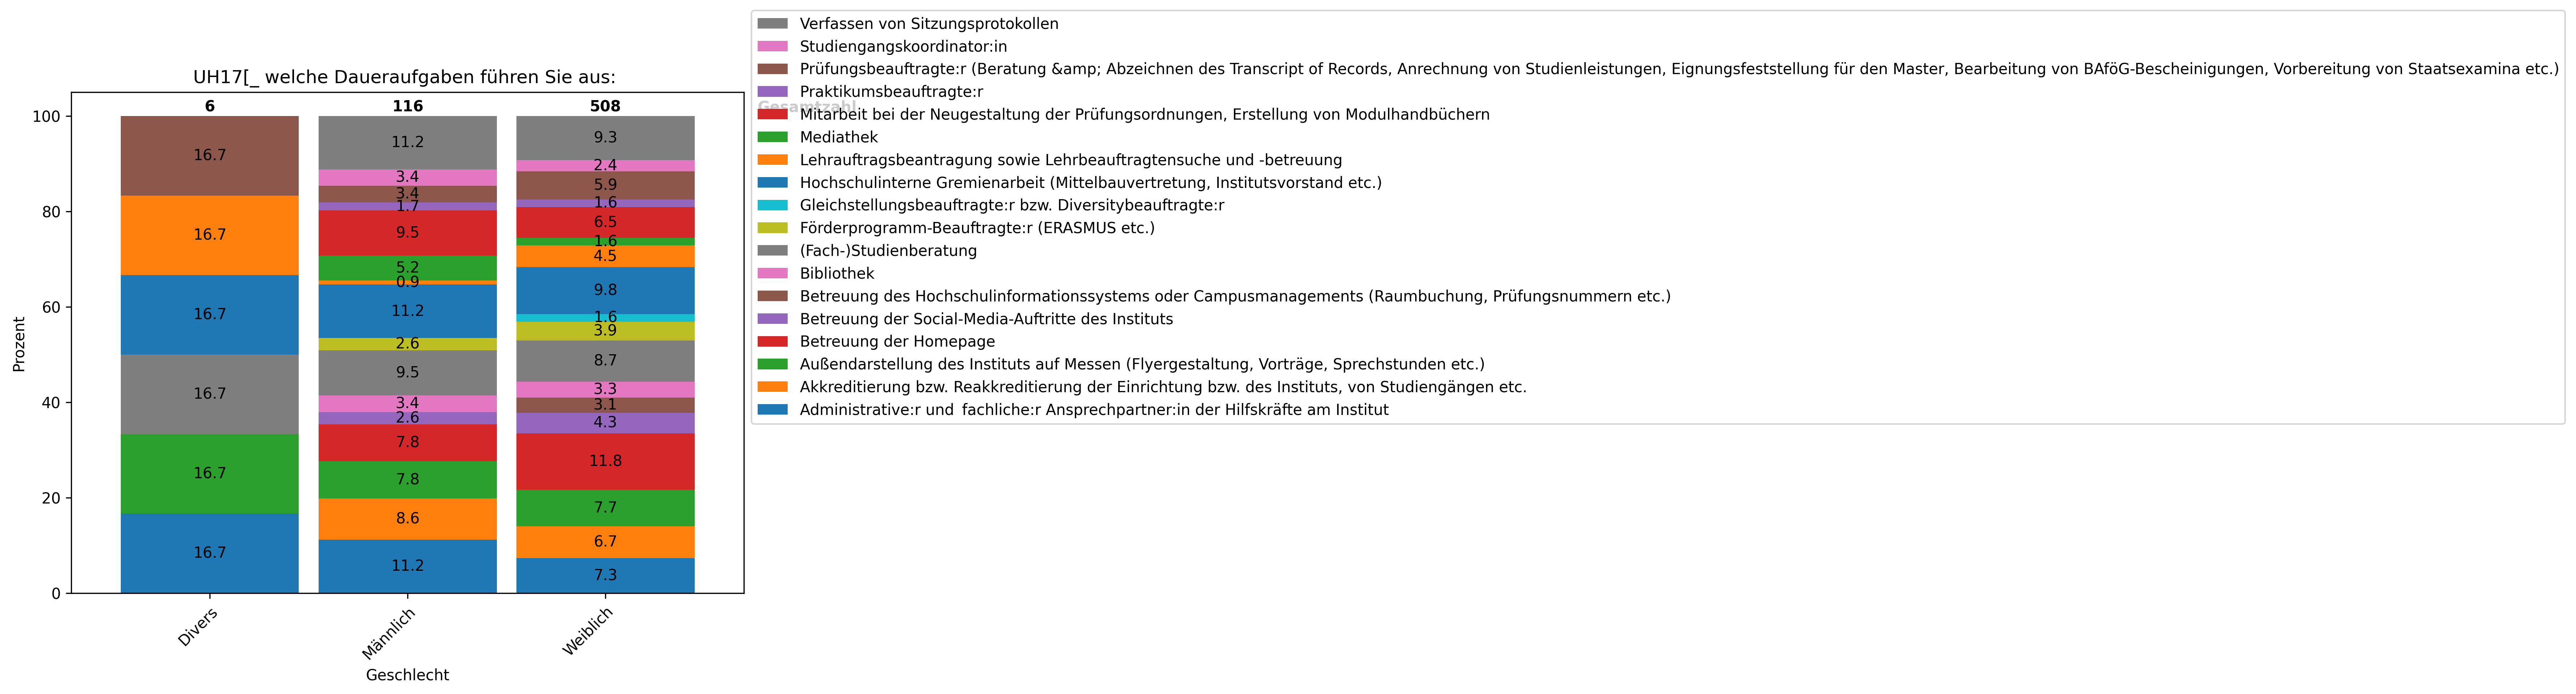 UH17[_ welche Daueraufgaben führen Sie aus:
6 116 508
Gesamtzahl
Prozent
100
80
60
40
20
0
16.7
16.7
16.7
16.7
16.7
16.7
11.2
3.4
3.4
1.7
9.5
5.2
0.9
11.2
2.6
9.5
3.4
2.6
7.8
7.8
8.6
11.2
9.3
2.4
5.9
1.6
6.5
1.6
4.5
9.8
1.6
3.9
8.7
3.3
3.1
4.3
11.8
7.7
6.7
7.3
Divers
Männlich
Weiblich
Geschlecht
Verfassen von Sitzungsprotokollen
Studiengangskoordinator:in
Prüfungsbeauftragte:r (Beratung &amp; Abzeichnen des Transcript of Records, Anrechnung von Studienleistungen, Eignungsfeststellung für den Master, Bearbeitung von BAföG-Bescheinigungen, Vorbereitung von Staatsexamina etc.)
Praktikumsbeauftragte:r
Mitarbeit bei der Neugestaltung der Prüfungsordnungen, Erstellung von Modulhandbüchern
Mediathek
Lehrauftragsbeantragung sowie Lehrbeauftragtensuche und -betreuung
Hochschulinterne Gremienarbeit (Mittelbauvertretung, Institutsvorstand etc.)
Gleichstellungsbeauftragte:r bzw. Diversitybeauftragte:r
Förderprogramm-Beauftragte:r (ERASMUS etc.)
(Fach-)Studienberatung
Bibliothek
Betreuung des Hochschulinformationssystems oder Campusmanagements (Raumbuchung, Prüfungsnummern etc.)
Betreuung der Social-Media-Auftritte des Instituts
Betreuung der Homepage
Außendarstellung des Instituts auf Messen (Flyergestaltung, Vorträge, Sprechstunden etc.)
Akkreditierung bzw. Reakkreditierung der Einrichtung bzw. des Instituts, von Studiengängen etc.
Administrative:r und fachliche:r Ansprechpartner:in der Hilfskräfte am Institut